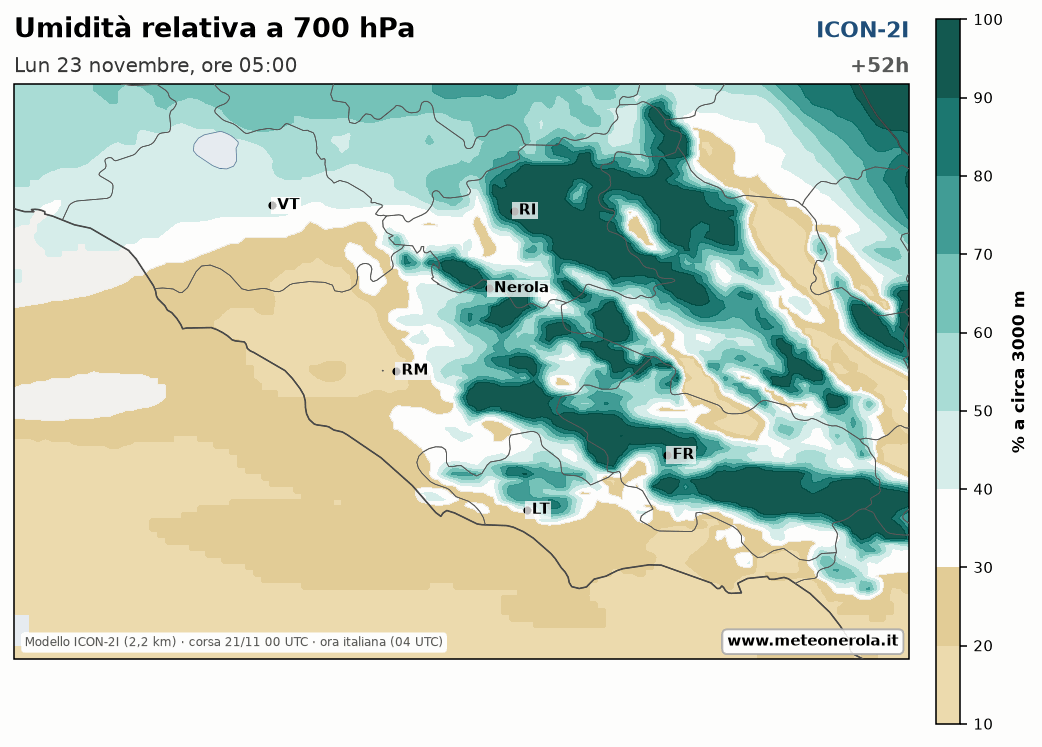 Umidità relativa a 700 hPa
ICON-2I
Lun 23 novembre, ore 05:00
+52h
VT
RI
Nerola
RM
FR
LT
100
90
80
70
60
50
40
30
20
10
% a circa 3000 m
Modello ICON-2I (2,2 km) · corsa 21/11 00 UTC · ora italiana (04 UTC)
www.meteonerola.it